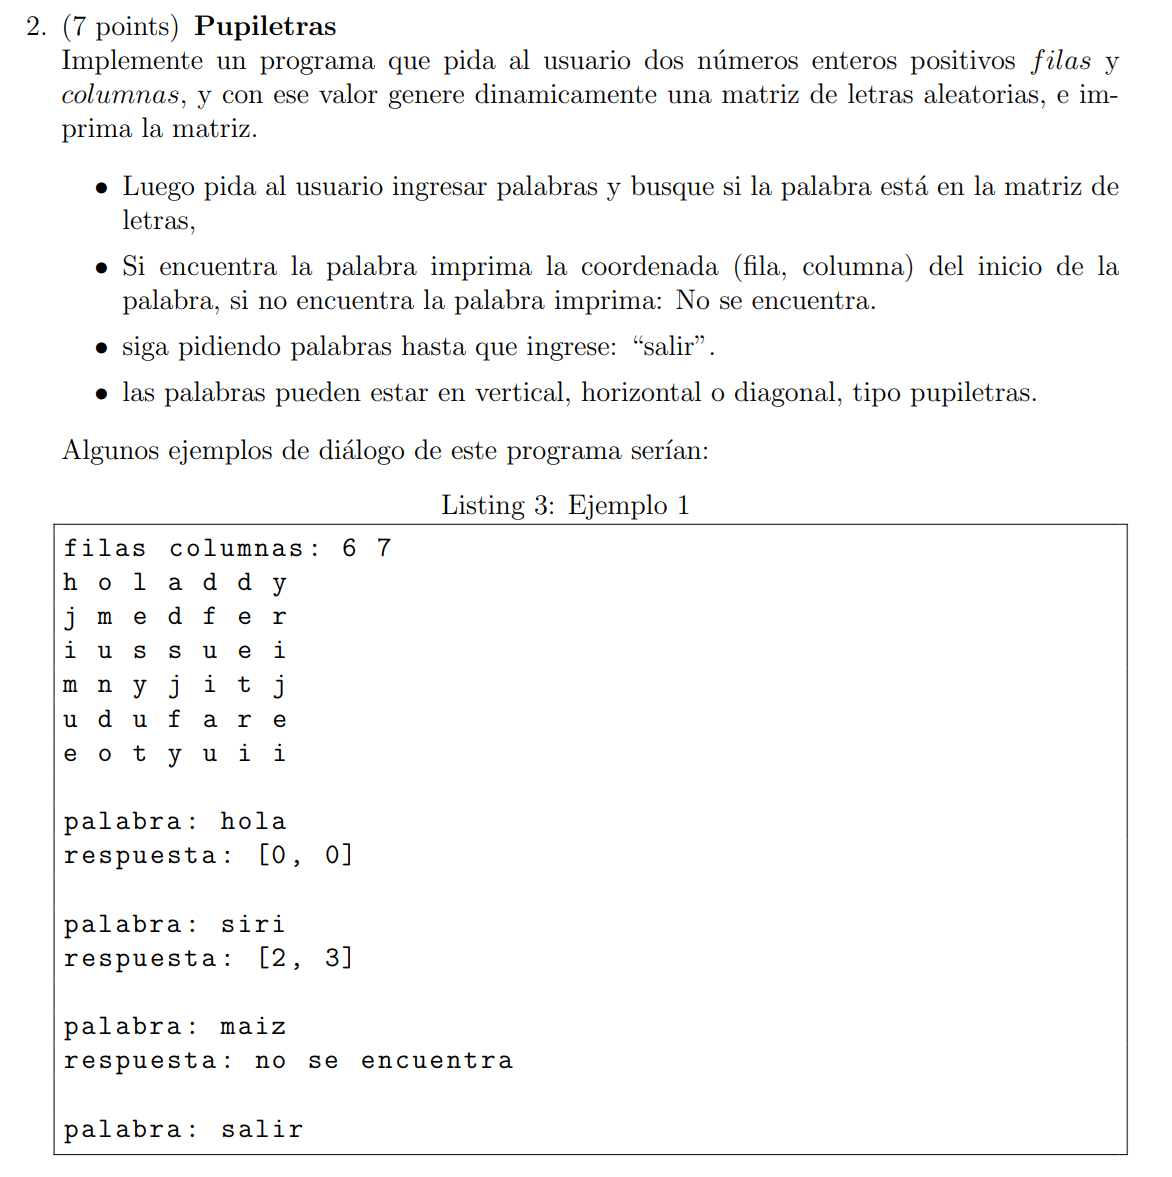 2. (7 points) Pupiletras
Implemente un programa que pida al usuario dos números enteros positivos filas y
columnas, y con ese valor genere dinamicamente una matriz de letras aleatorias, e im-
prima la matriz.
• Luego pida al usuario ingresar palabras y busque si la palabra está en la matriz de
letras,
• Si encuentra la palabra imprima la coordenada (fila, columna) del inicio de la
palabra, si no encuentra la palabra imprima: No se encuentra.
• siga pidiendo palabras hasta que ingrese: “salir”.
• las palabras pueden estar en vertical, horizontal o diagonal, tipo pupiletras.
Algunos ejemplos de diálogo de este programa serían:
Listing 3: Ejemplo 1
filas columnas: 6 7
h o l a d d y
j m e d f e r
i u s s u e i
m n y j i t j
u d u f a r e
e o t y u i i
palabra: hola
respuesta: [0, 0]
palabra: siri
respuesta: [2, 3]
palabra: maiz
respuesta: no se encuentra
palabra: salir